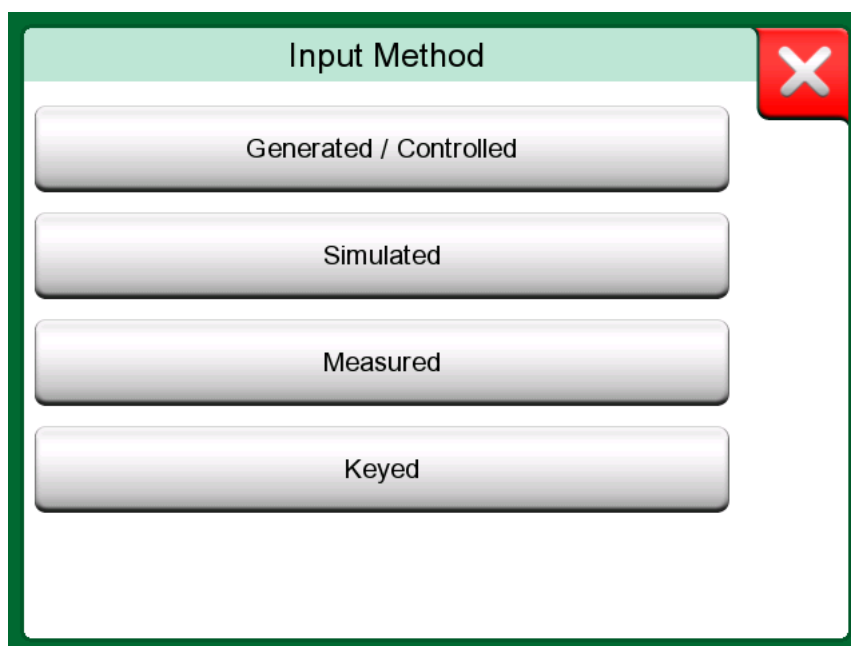 Input Method
Generated / Controlled
Simulated
Measured
Keyed